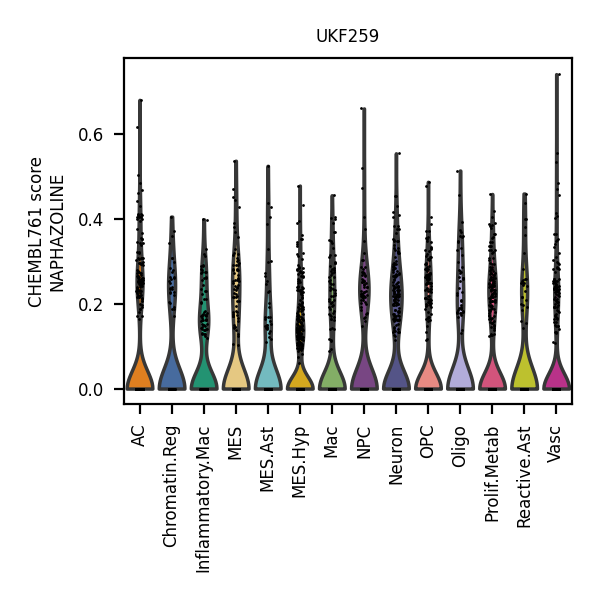 UKF259
CHEMBL761 score
NAPHAZOLINE
0.6
0.4
0.2
0.0
AC
Chromatin.Reg
Inflammatory.Mac
MES
MES.Ast
MES.Hyp
Mac
NPC
Neuron
OPC
Oligo
Prolif.Metab
Reactive.Ast
Vasc